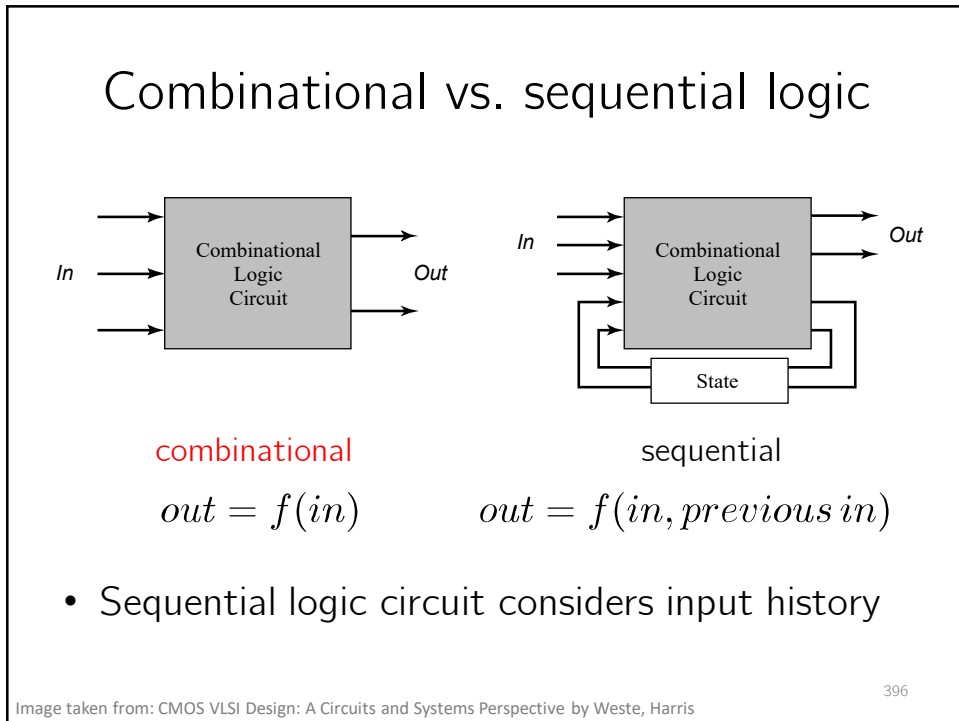 Combinational vs. sequential logic
In
Combinational
Logic
Circuit
Out
In
Combinational
Logic
Circuit
Out
State
combinational
sequential
out = f(in)
out = f(in, previous in)
• Sequential logic circuit considers input history
396
Image taken from: CMOS VLSI Design: A Circuits and Systems Perspective by Weste, Harris